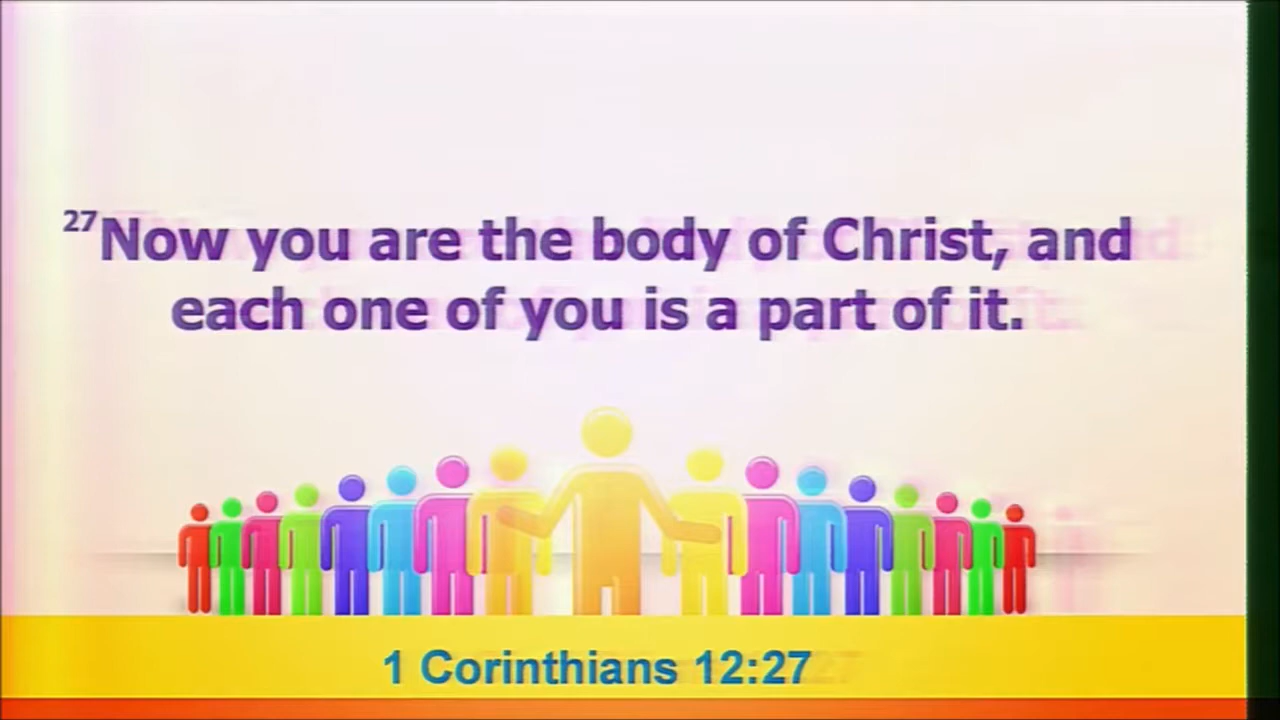 27Now you are the body of Christ, and
each one of you is a part of it.
1 Corinthians 12:27